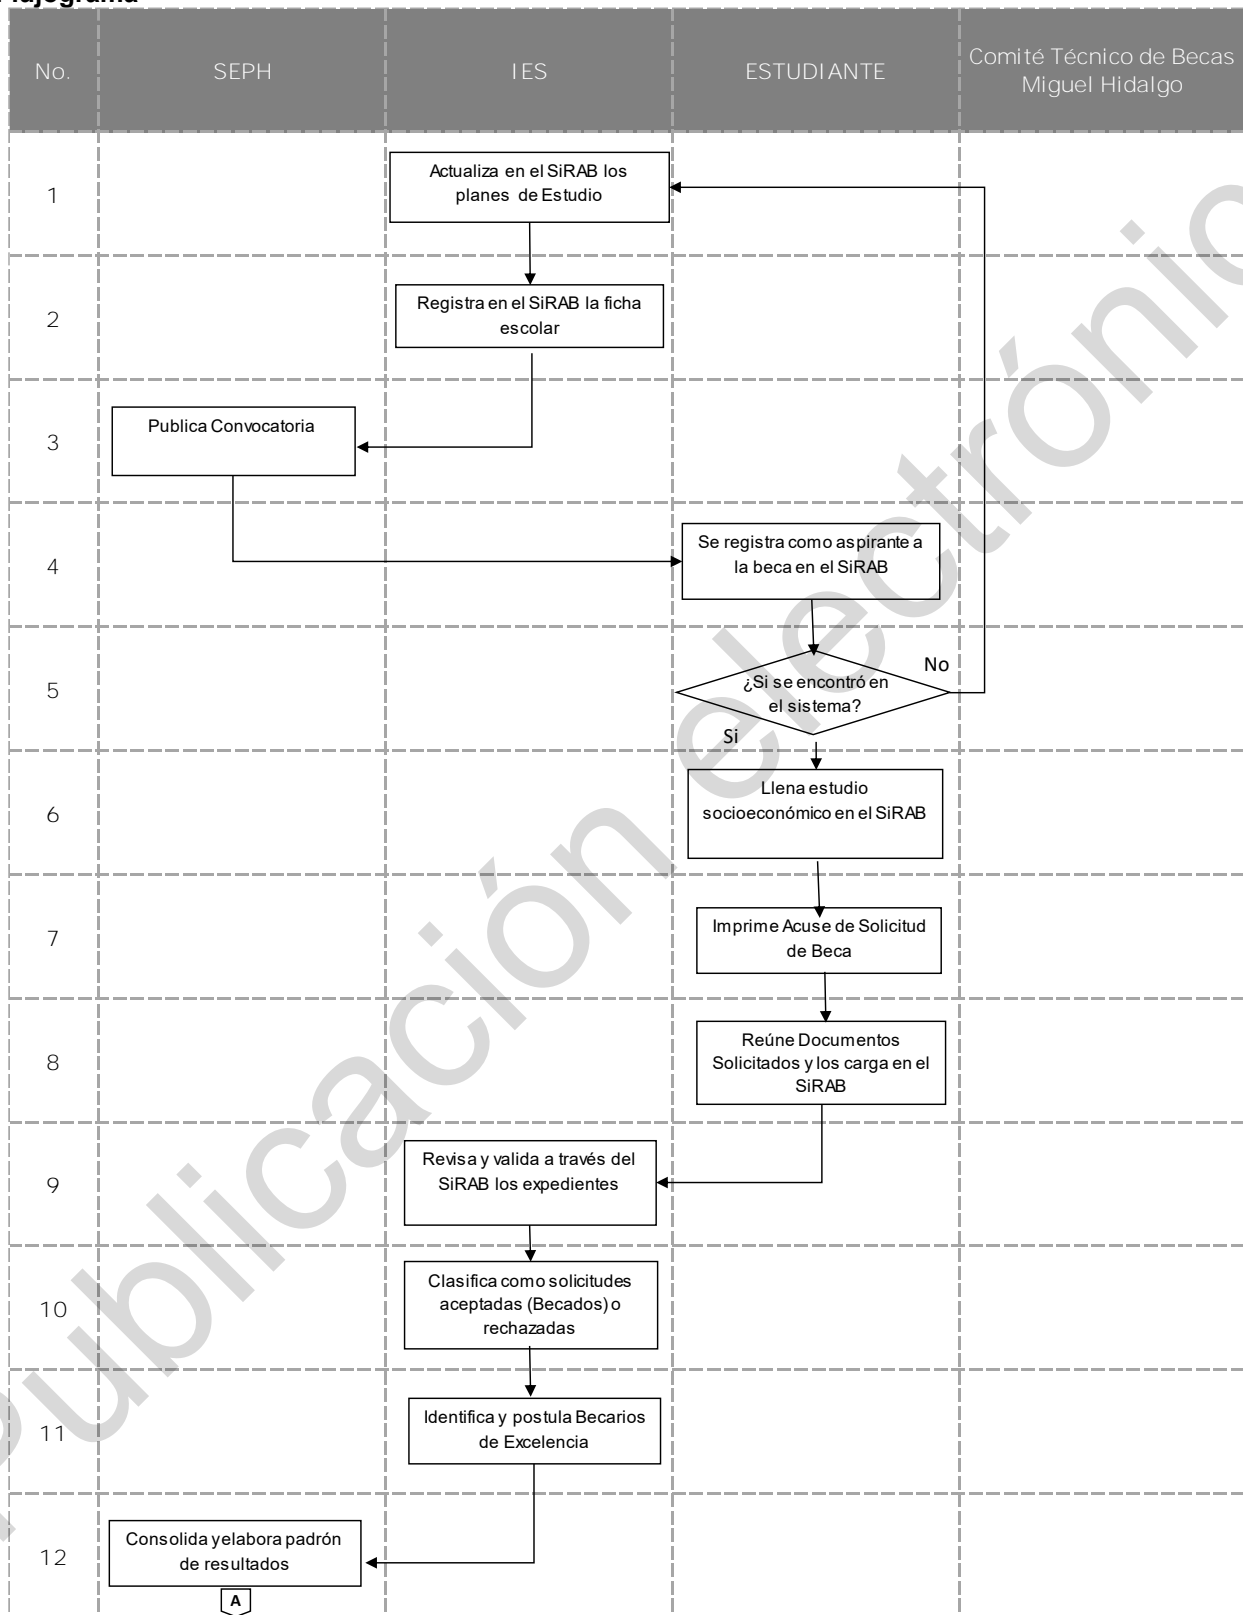 Flujograma
No. SEPH IES ESTUDIANTE Comité Técnico de Becas
Miguel Hidalgo
1
Actualiza en el SiRAB los
planes de Estudio
2
Registra en el SiRAB la ficha
escolar
3
Publica Convocatoria
4
Se registra como aspirante a
la beca en el SiRAB
5
¿Si se encontró en
el sistema?
No
Si
6
Llena estudio
socioeconómico en el SiRAB
7
Imprime Acuse de Solicitud
de Beca
8
Reúne Documentos
Solicitados y los carga en el
SiRAB
9
Revisa y valida a través del
SiRAB los expedientes
10
Clasifica como solicitudes
aceptadas (Becados) o
rechazadas
11
Identifica y postula Becarios
de Excelencia
12
Consolida yelabora padrón
de resultados
A
Publicación electrónic